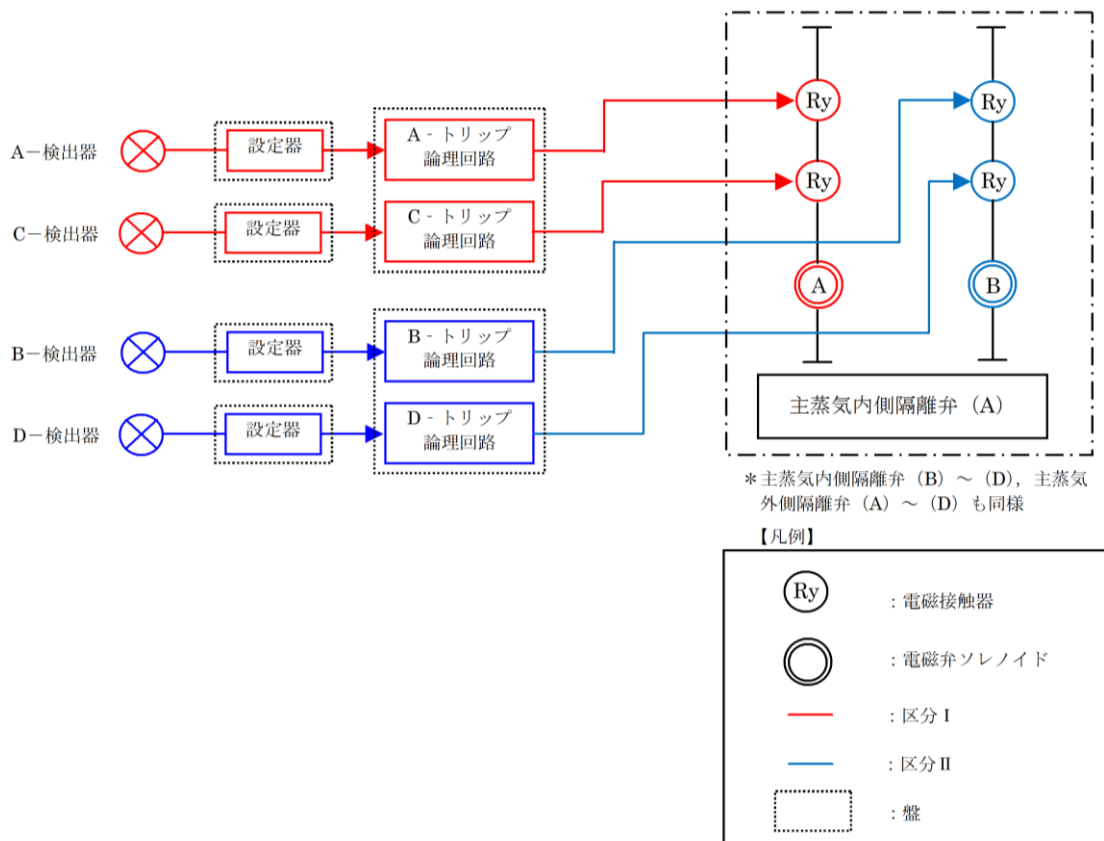 A－検出器
設定器
A - トリップ
論理回路
Ry
Ry
C－検出器
設定器
C - トリップ
論理回路
Ry
Ry
A
B
B－検出器
設定器
B - トリップ
論理回路
D－検出器
設定器
D - トリップ
論理回路
主蒸気内側隔離弁（A）
＊主蒸気内側隔離弁（B）～（D），主蒸気
外側隔離弁（A）～（D）も同様
【凡例】
Ry
：電磁接触器
：電磁弁ソレノイド
：区分Ⅰ
：区分Ⅱ
：盤